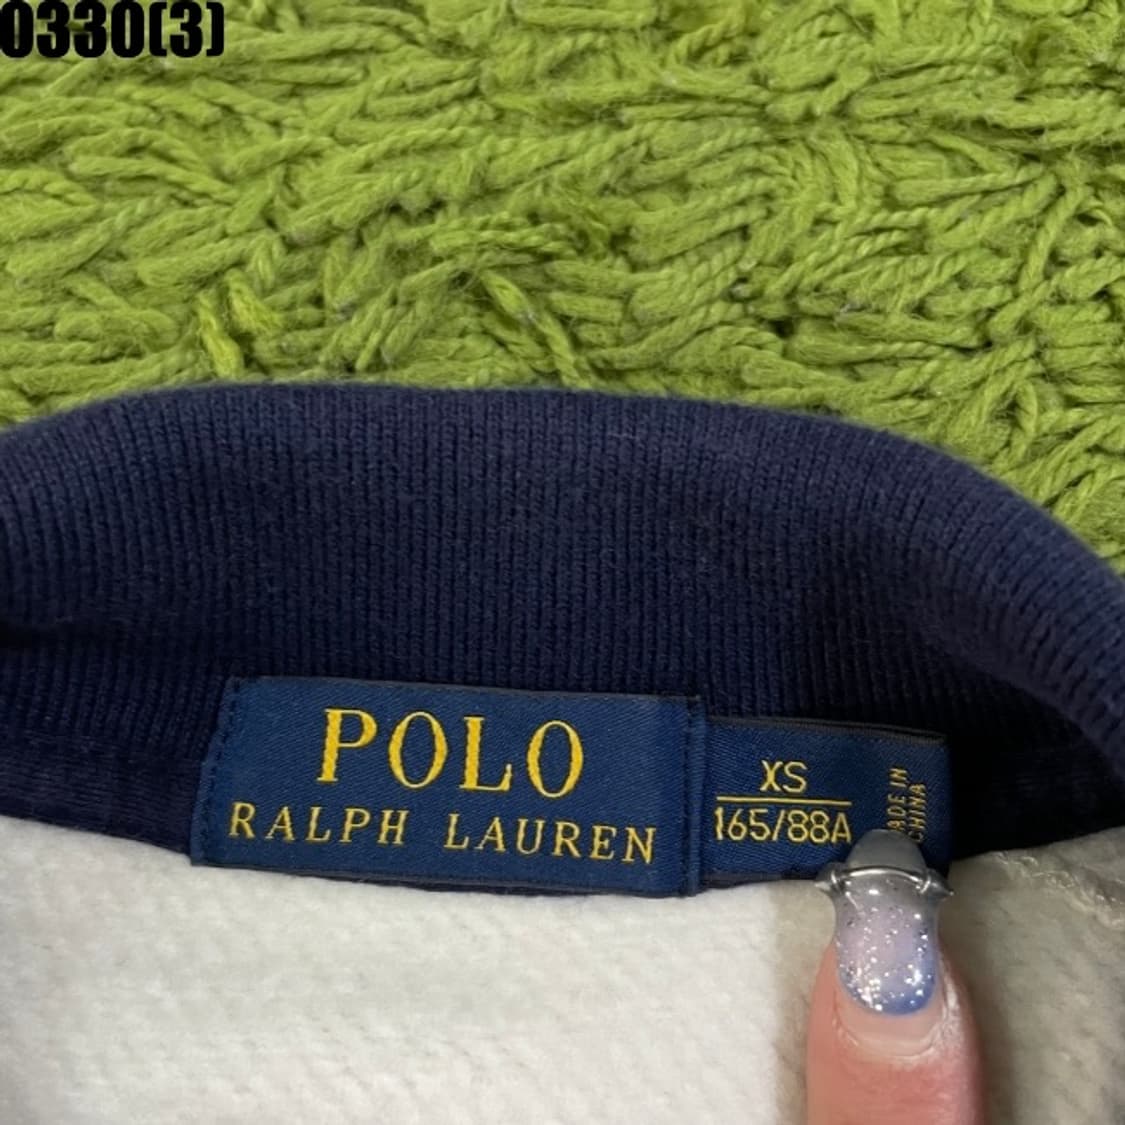 0330(3)
POLO
RALPH LAUREN
XS
165/88A
MADE IN
CHINA